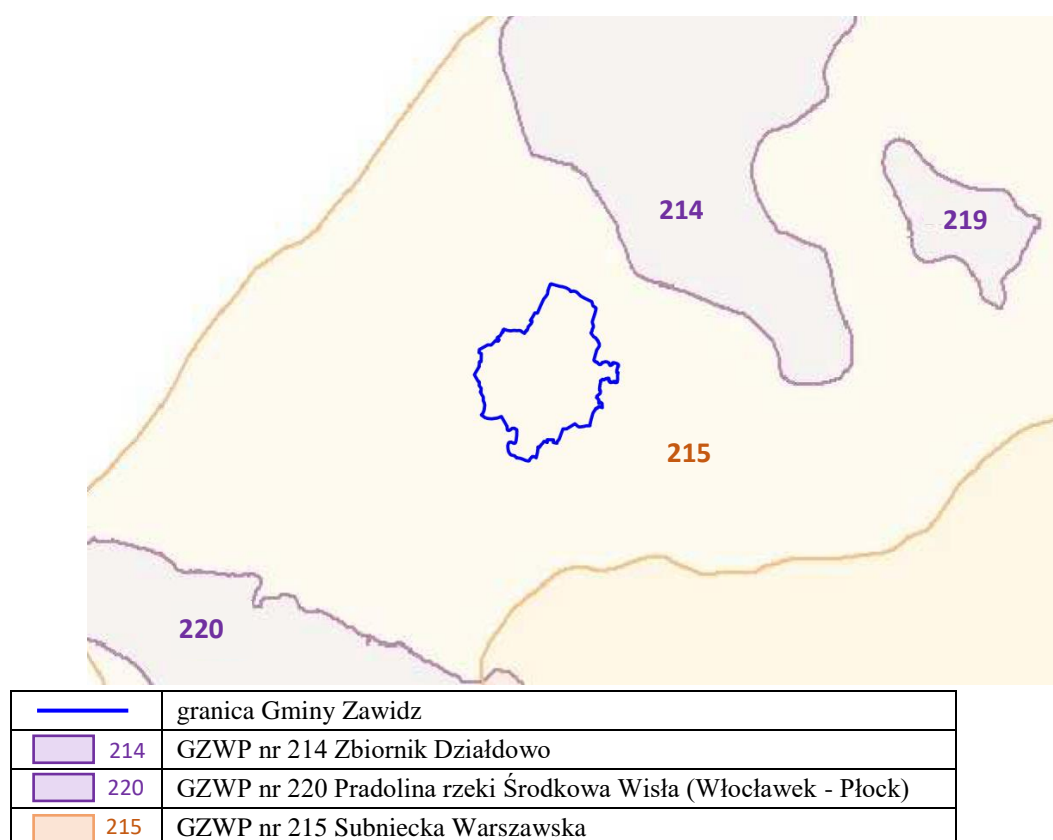 214
219
215
220
granica Gminy Zawidz
214 GZWP nr 214 Zbiornik Działdowo
220 GZWP nr 220 Pradolina rzeki Środkowa Wisła (Włocławek - Płock)
215 GZWP nr 215 Subniecka Warszawska